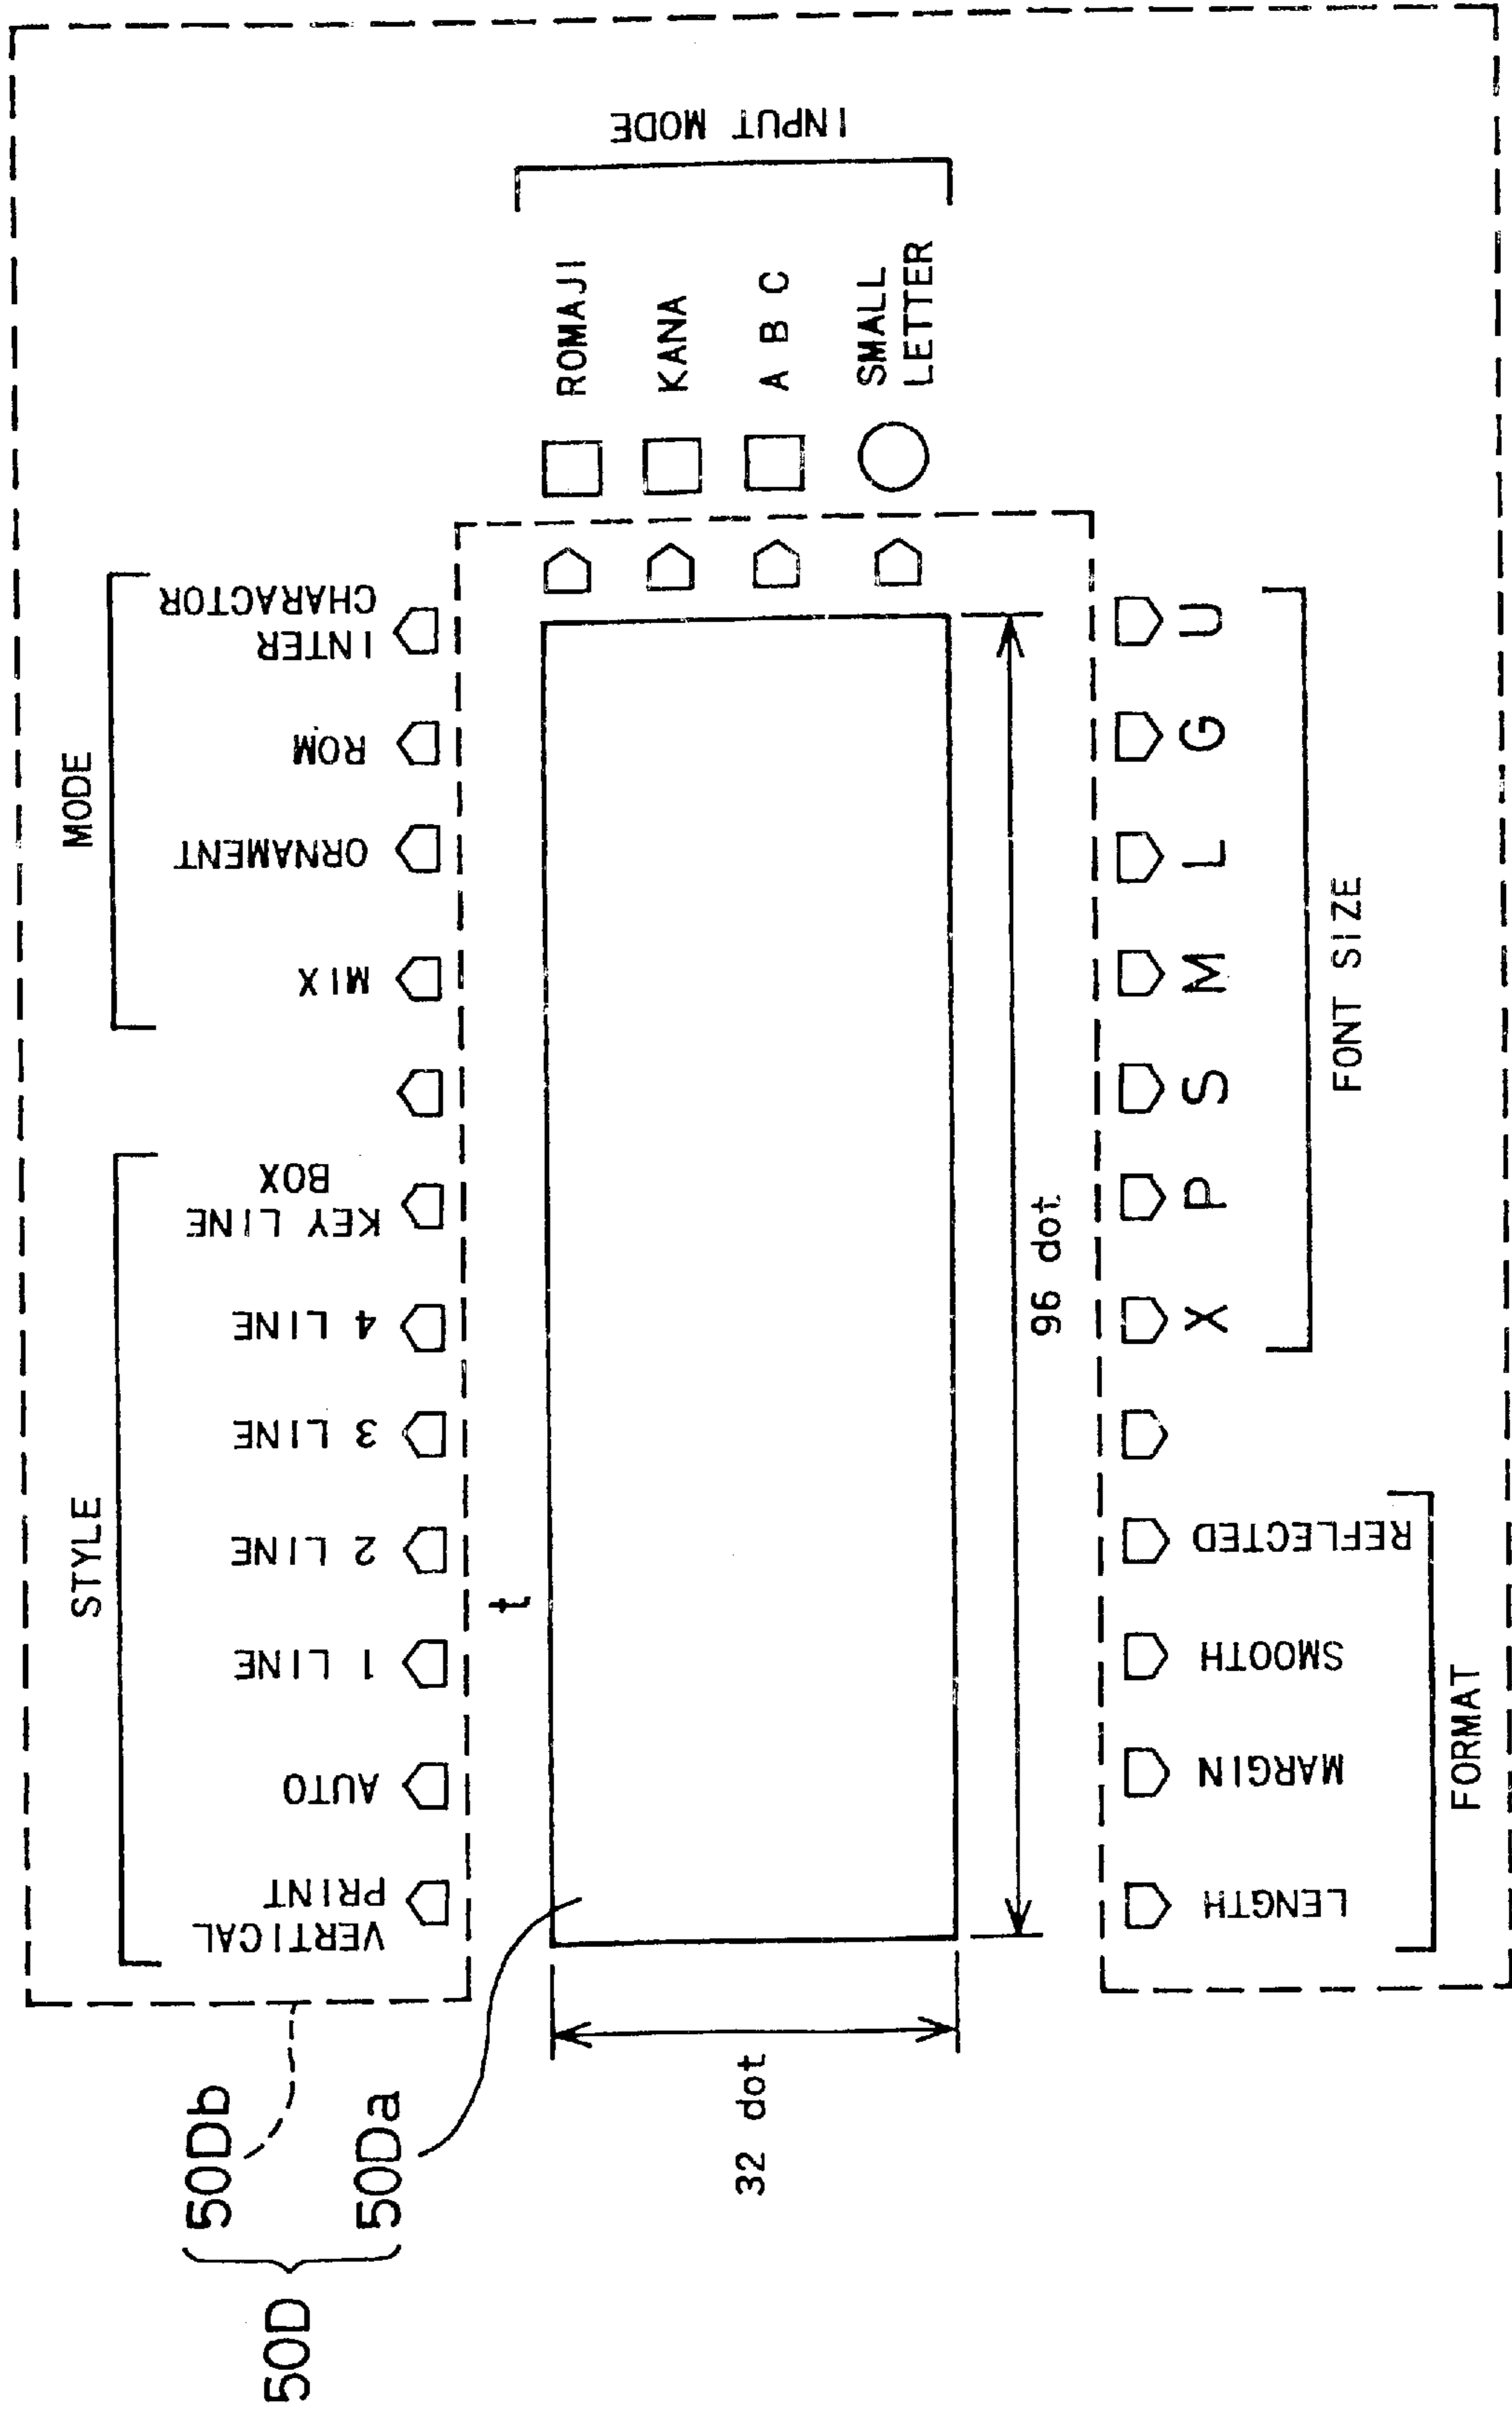 50D
50Db
50Da
STYLE
VERTICAL
PRINT
AUTO
1 LINE
2 LINE
3 LINE
4 LINE
KEY LINE
BOX
MODE
MIX
ORNAMENT
ROM
INTER
CHARACTOR
t
32 dot
96 dot
ROMAJI
KANA
A B C
SMALL
LETTER
INPUT MODE
LENGTH
MARGIN
SMOOTH
REFLECTED
FORMAT
X
P
S
M
L
G
U
FONT SIZE